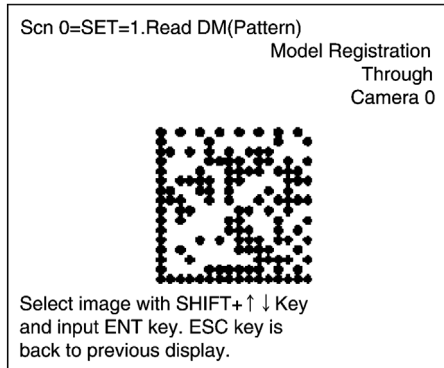 Scn 0=SET=1.Read DM(Pattern)
Model Registration
Through
Camera 0
Select image with SHIFT+↑↓Key
and input ENT key. ESC key is
back to previous display.